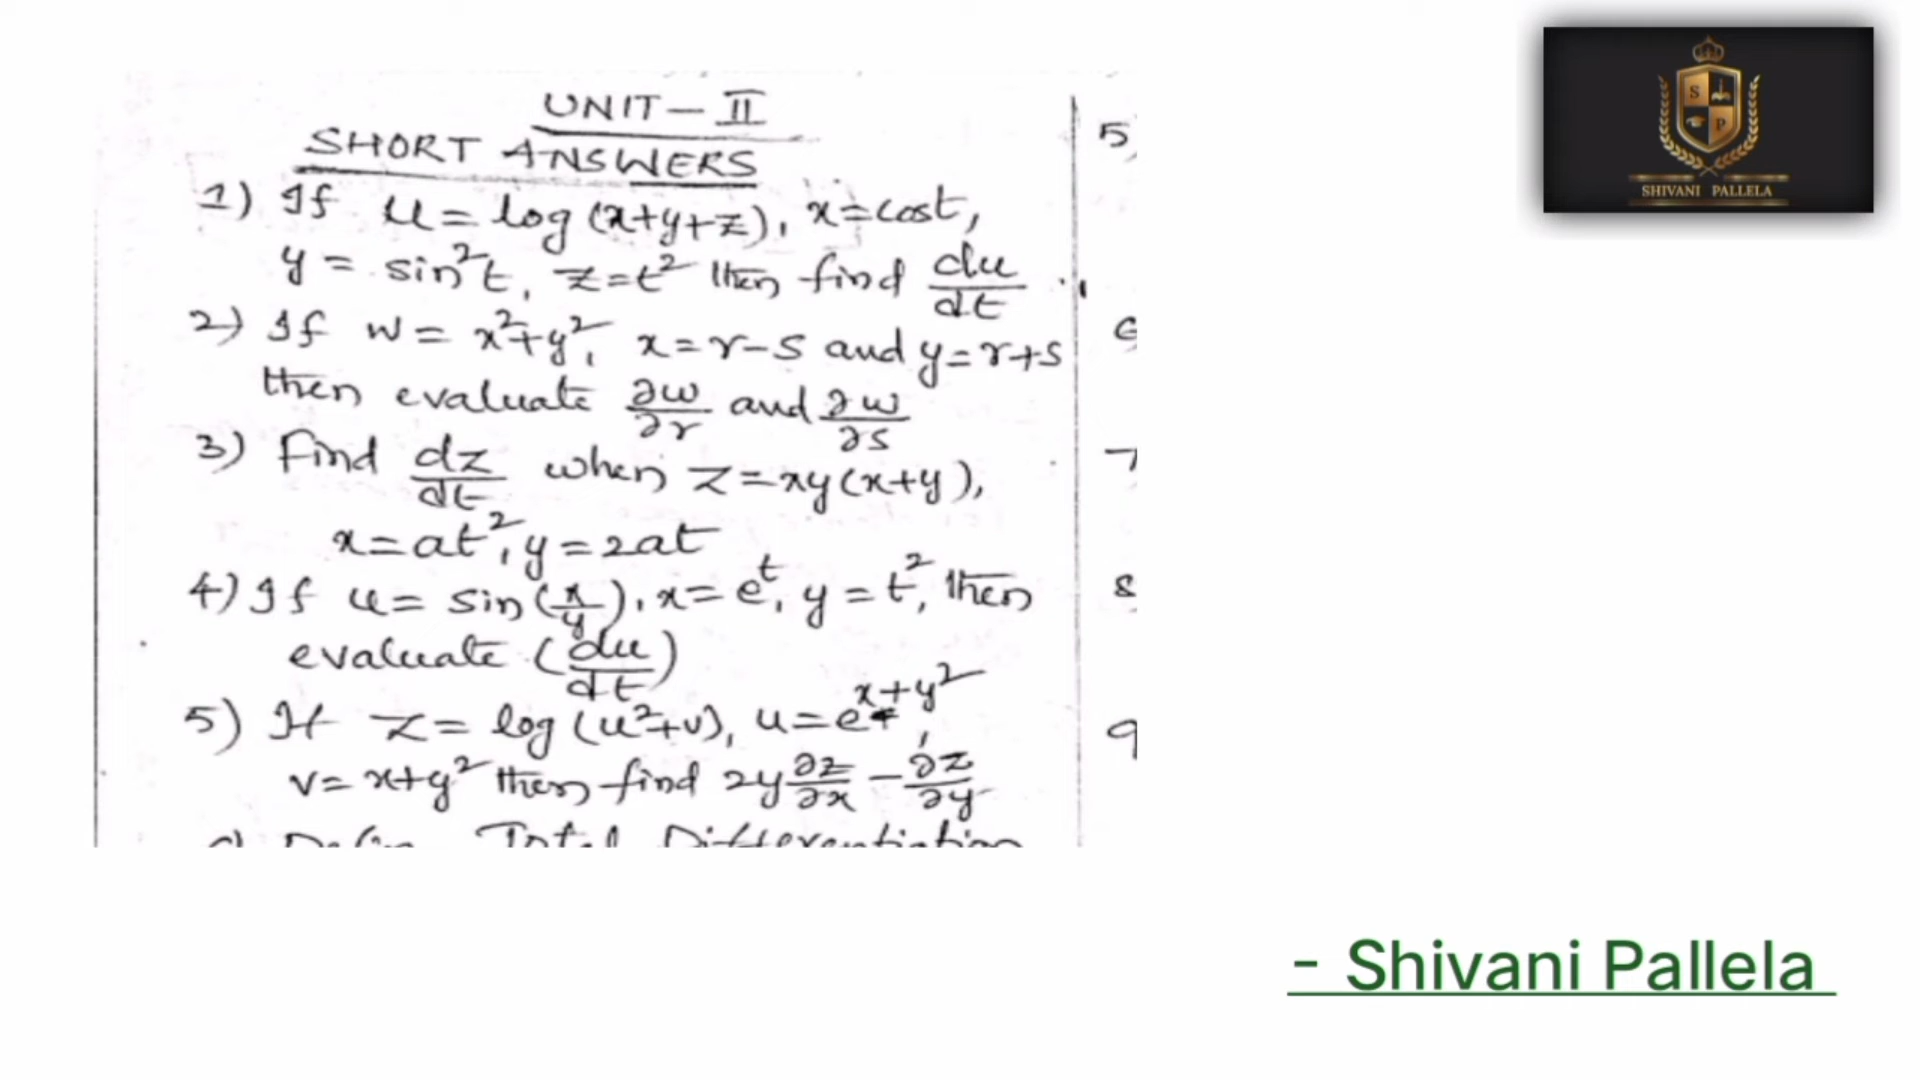 UNIT - II
SHORT ANSWERS
1) If u = log (x+y+z), x = cost,
y = sin²t, z = t² then find du/dt.
2) If w = x²+y², x = r-s and y = r+s
then evaluate ∂w/∂r and ∂w/∂s
3) Find dz/dt when z = xy(x+y),
x = at², y = 2at
4) If u = sin(x/y), x = e^t, y = t², then
evaluate (du/dt)
5) If z = log(u²+v), u = e^(x+y²),
v = x+y² then find 2y ∂z/∂x - ∂z/∂y
Total Differentiation
5)
7
8
9
S
P
SHIVANI PALLELA
- Shivani Pallela